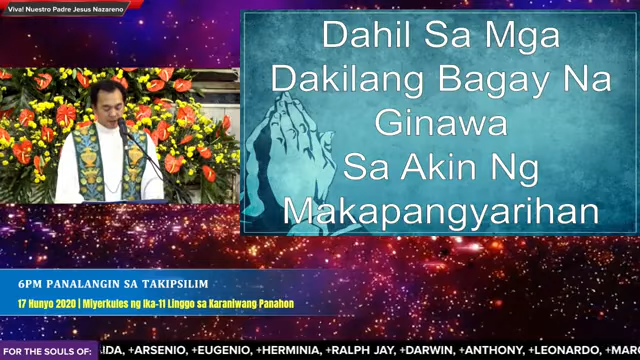 Viva! Nuestro Padre Jesus Nazareno
Dahil Sa Mga
Dakilang Bagay Na
Ginawa
Sa Akin Ng
Makapangyarihan
6PM PANALANGIN SA TAKIPSILIM
17 Hunyo 2020 | Miyerkules ng Ika-11 Linggo sa Karaniwang Panahon
FOR THE SOULS OF: IDA, +ARSENIO, +EUGENIO, +HERMINIA, +RALPH JAY, +DARWIN, +ANTHONY, +LEONARDO, +MAR